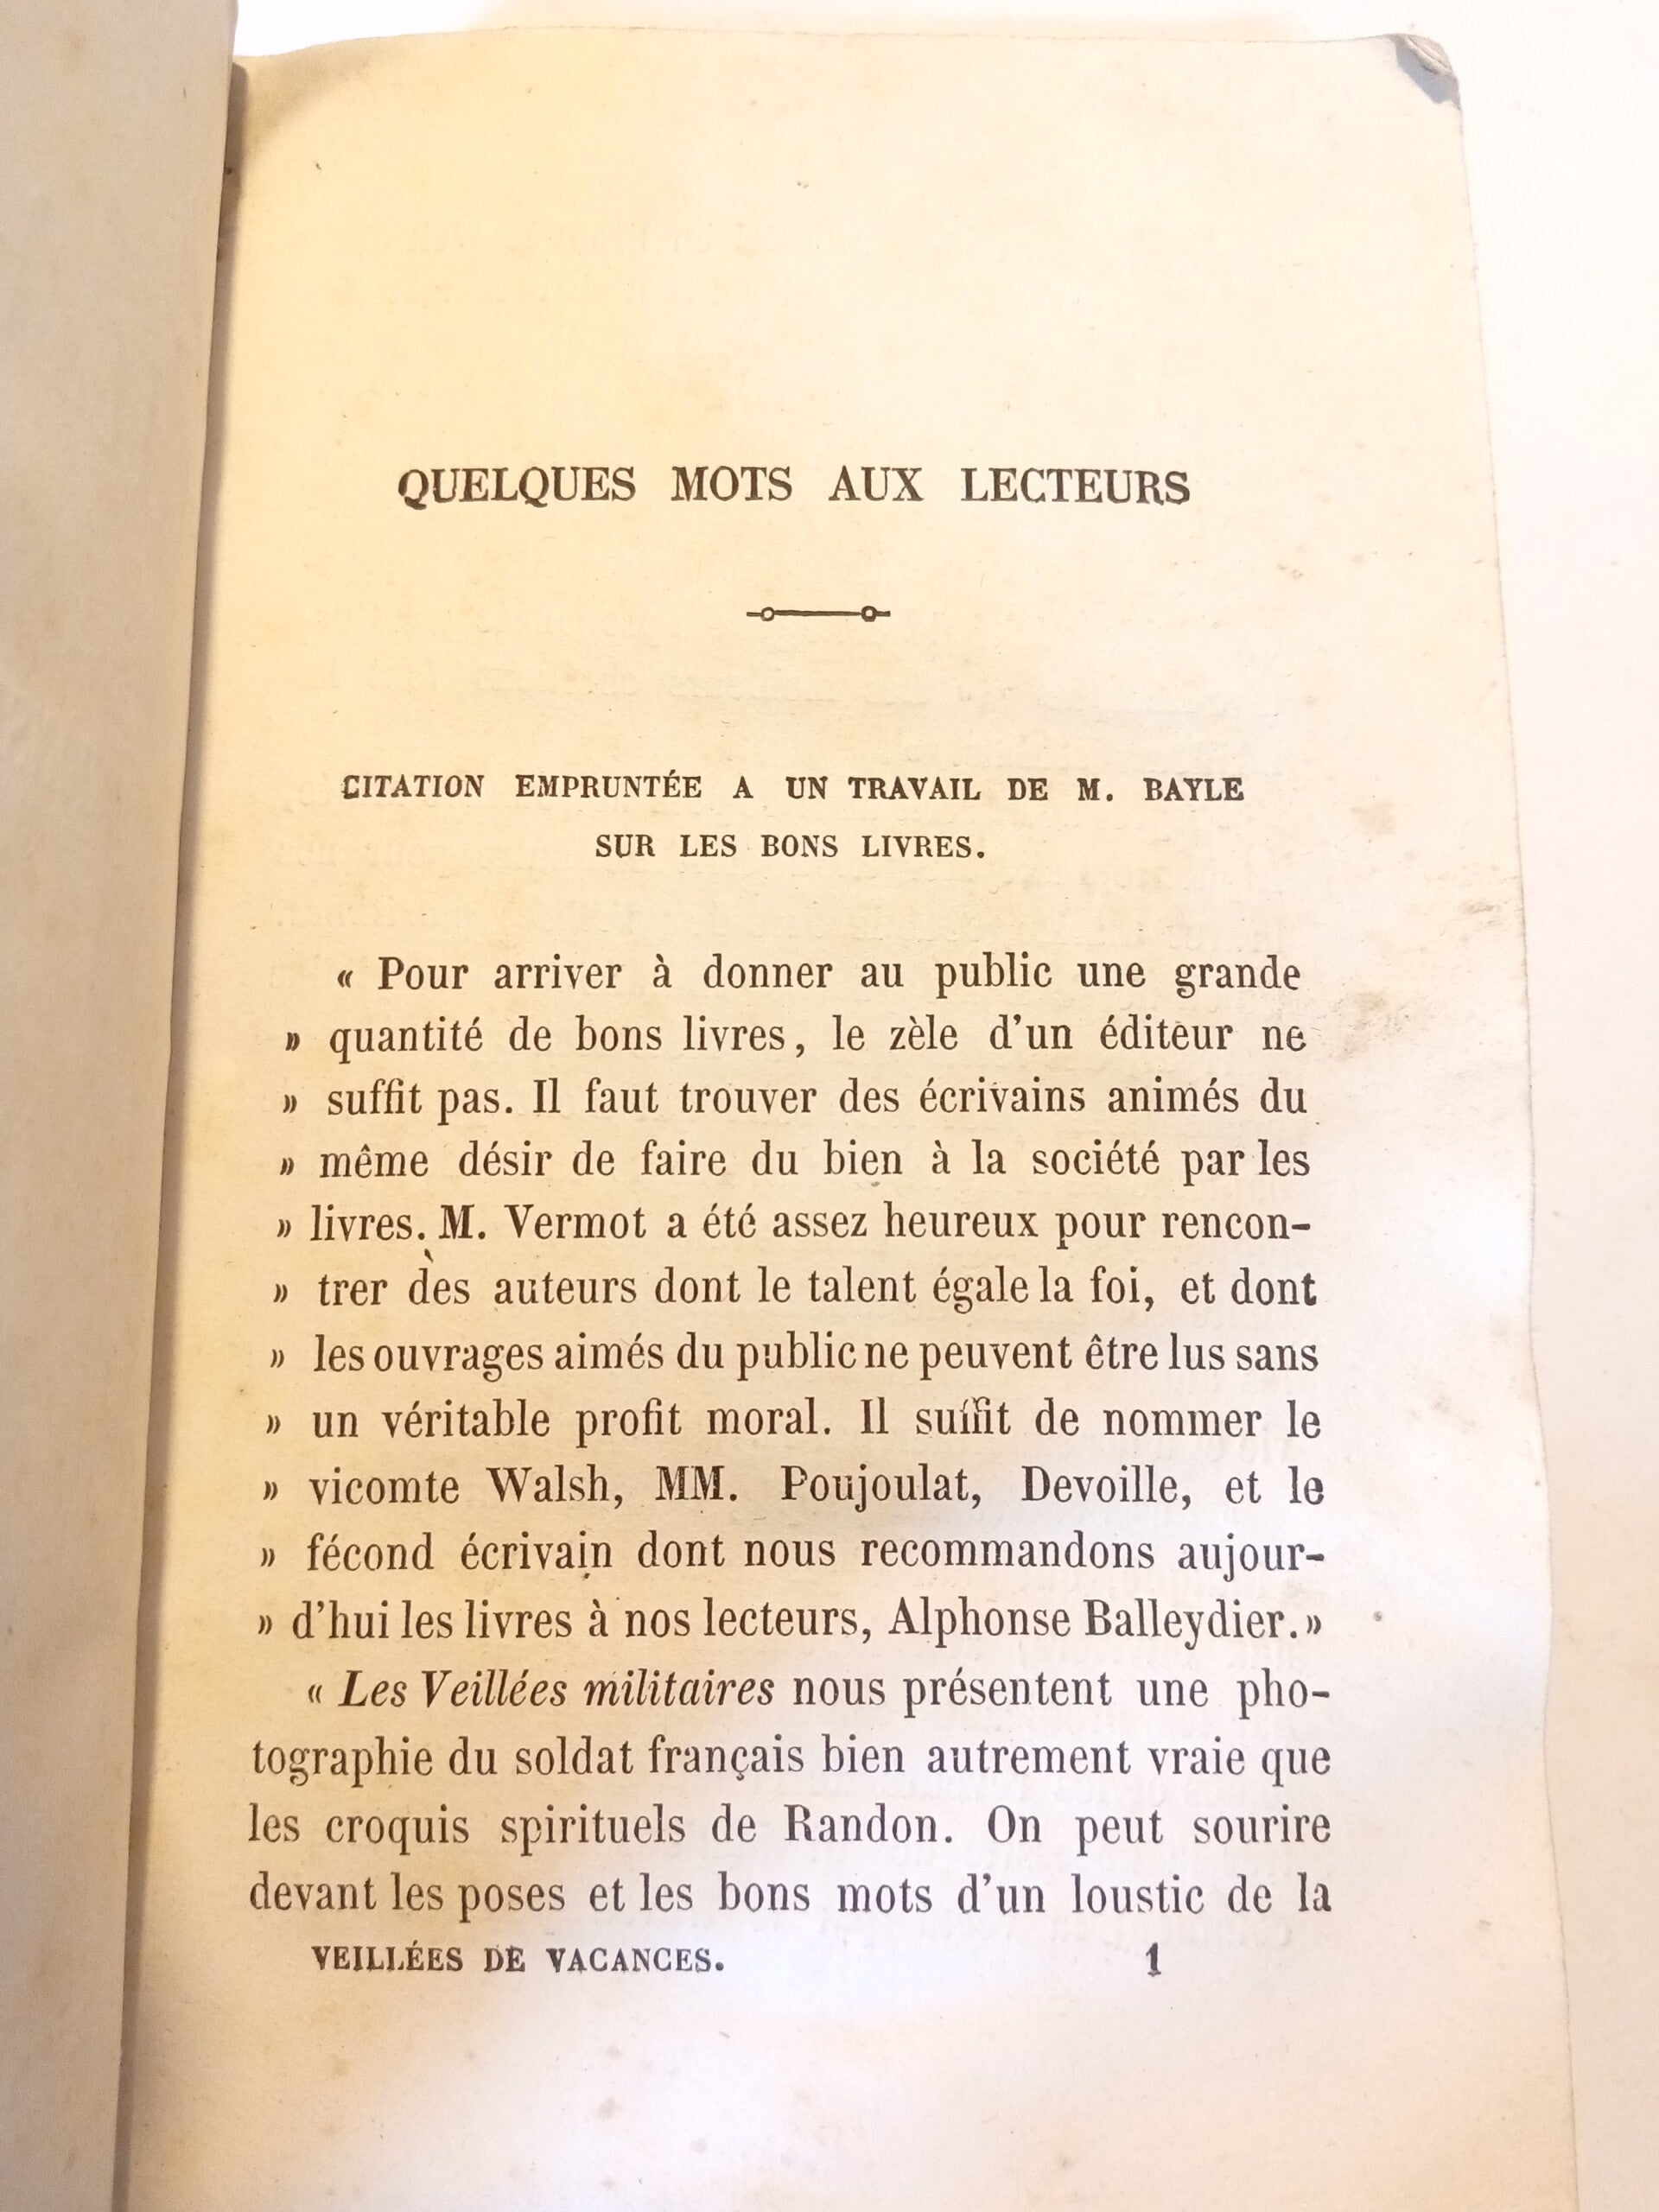 QUELQUES MOTS AUX LECTEURS
CITATION EMPRUNTÉE A UN TRAVAIL DE M. BAYLE
SUR LES BONS LIVRES.
« Pour arriver à donner au public une grande
» quantité de bons livres, le zèle d'un éditeur ne
» suffit pas. Il faut trouver des écrivains animés du
» même désir de faire du bien à la société par les
» livres. M. Vermot a été assez heureux pour rencon-
» trer des auteurs dont le talent égale la foi, et dont
» les ouvrages aimés du public ne peuvent être lus sans
» un véritable profit moral. Il suffit de nommer le
» vicomte Walsh, MM. Poujoulat, Devoille, et le
» fécond écrivain dont nous recommandons aujour-
» d'hui les livres à nos lecteurs, Alphonse Balleydier. »
« Les Veillées militaires nous présentent une pho-
tographie du soldat français bien autrement vraie que
les croquis spirituels de Randon. On peut sourire
devant les poses et les bons mots d'un loustic de la
VEILLÉES DE VACANCES. 1